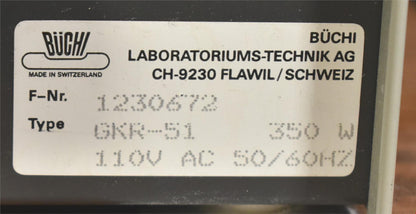 BÜCHI
MADE IN SWITZERLAND
BÜCHI
LABORATORIUMS-TECHNIK AG
CH-9230 FLAWIL/SCHWEIZ
F-Nr. 1230672
Type GKR-51 350 W
110V AC 50/60HZ